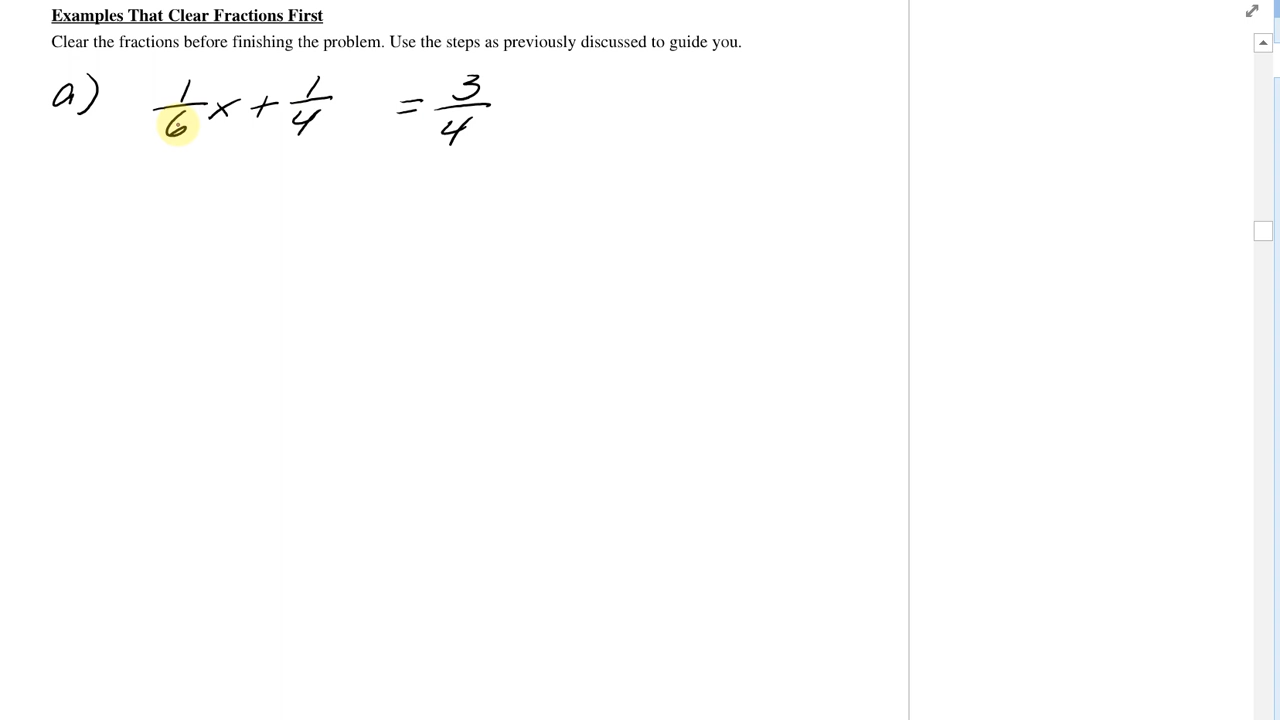 Examples That Clear Fractions First
Clear the fractions before finishing the problem. Use the steps as previously discussed to guide you.
a) 1/6 x + 1/4 = 3/4